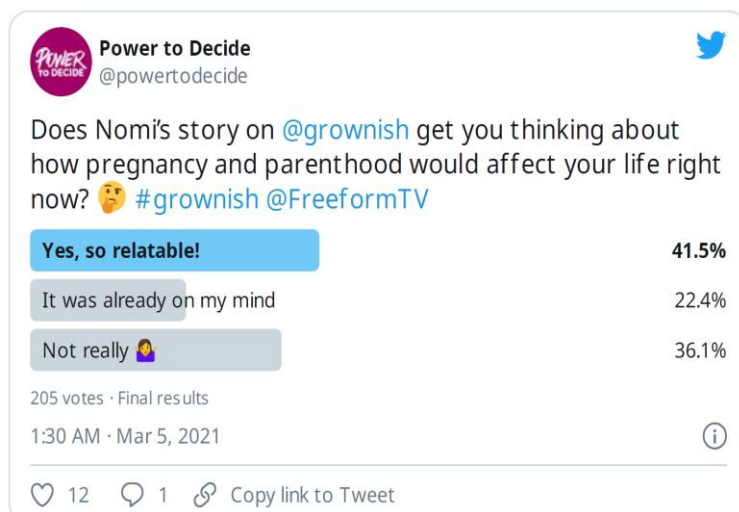 POWER
TO DECIDE
Power to Decide
@powertodecide
Does Nomi's story on @grownish get you thinking about
how pregnancy and parenthood would affect your life right
now? 🤔 #grownish @FreeformTV
Yes, so relatable! 41.5%
It was already on my mind 22.4%
Not really 🤷‍♀️ 36.1%
205 votes · Final results
1:30 AM · Mar 5, 2021
12 1 Copy link to Tweet